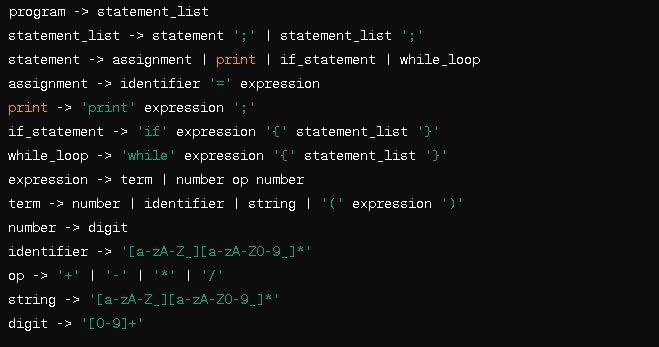 program -> statement_list
statement_list -> statement ';' | statement_list ';'
statement -> assignment | print | if_statement | while_loop
assignment -> identifier '=' expression
print -> 'print' expression ';'
if_statement -> 'if' expression '{' statement_list '}'
while_loop -> 'while' expression '{' statement_list '}'
expression -> term | number op number
term -> number | identifier | string | '(' expression ')'
number -> digit
identifier -> '[a-zA-Z_][a-zA-Z0-9_]*'
op -> '+' | '-' | '*' | '/'
string -> '[a-zA-Z_][a-zA-Z0-9_]*'
digit -> '[0-9]+'